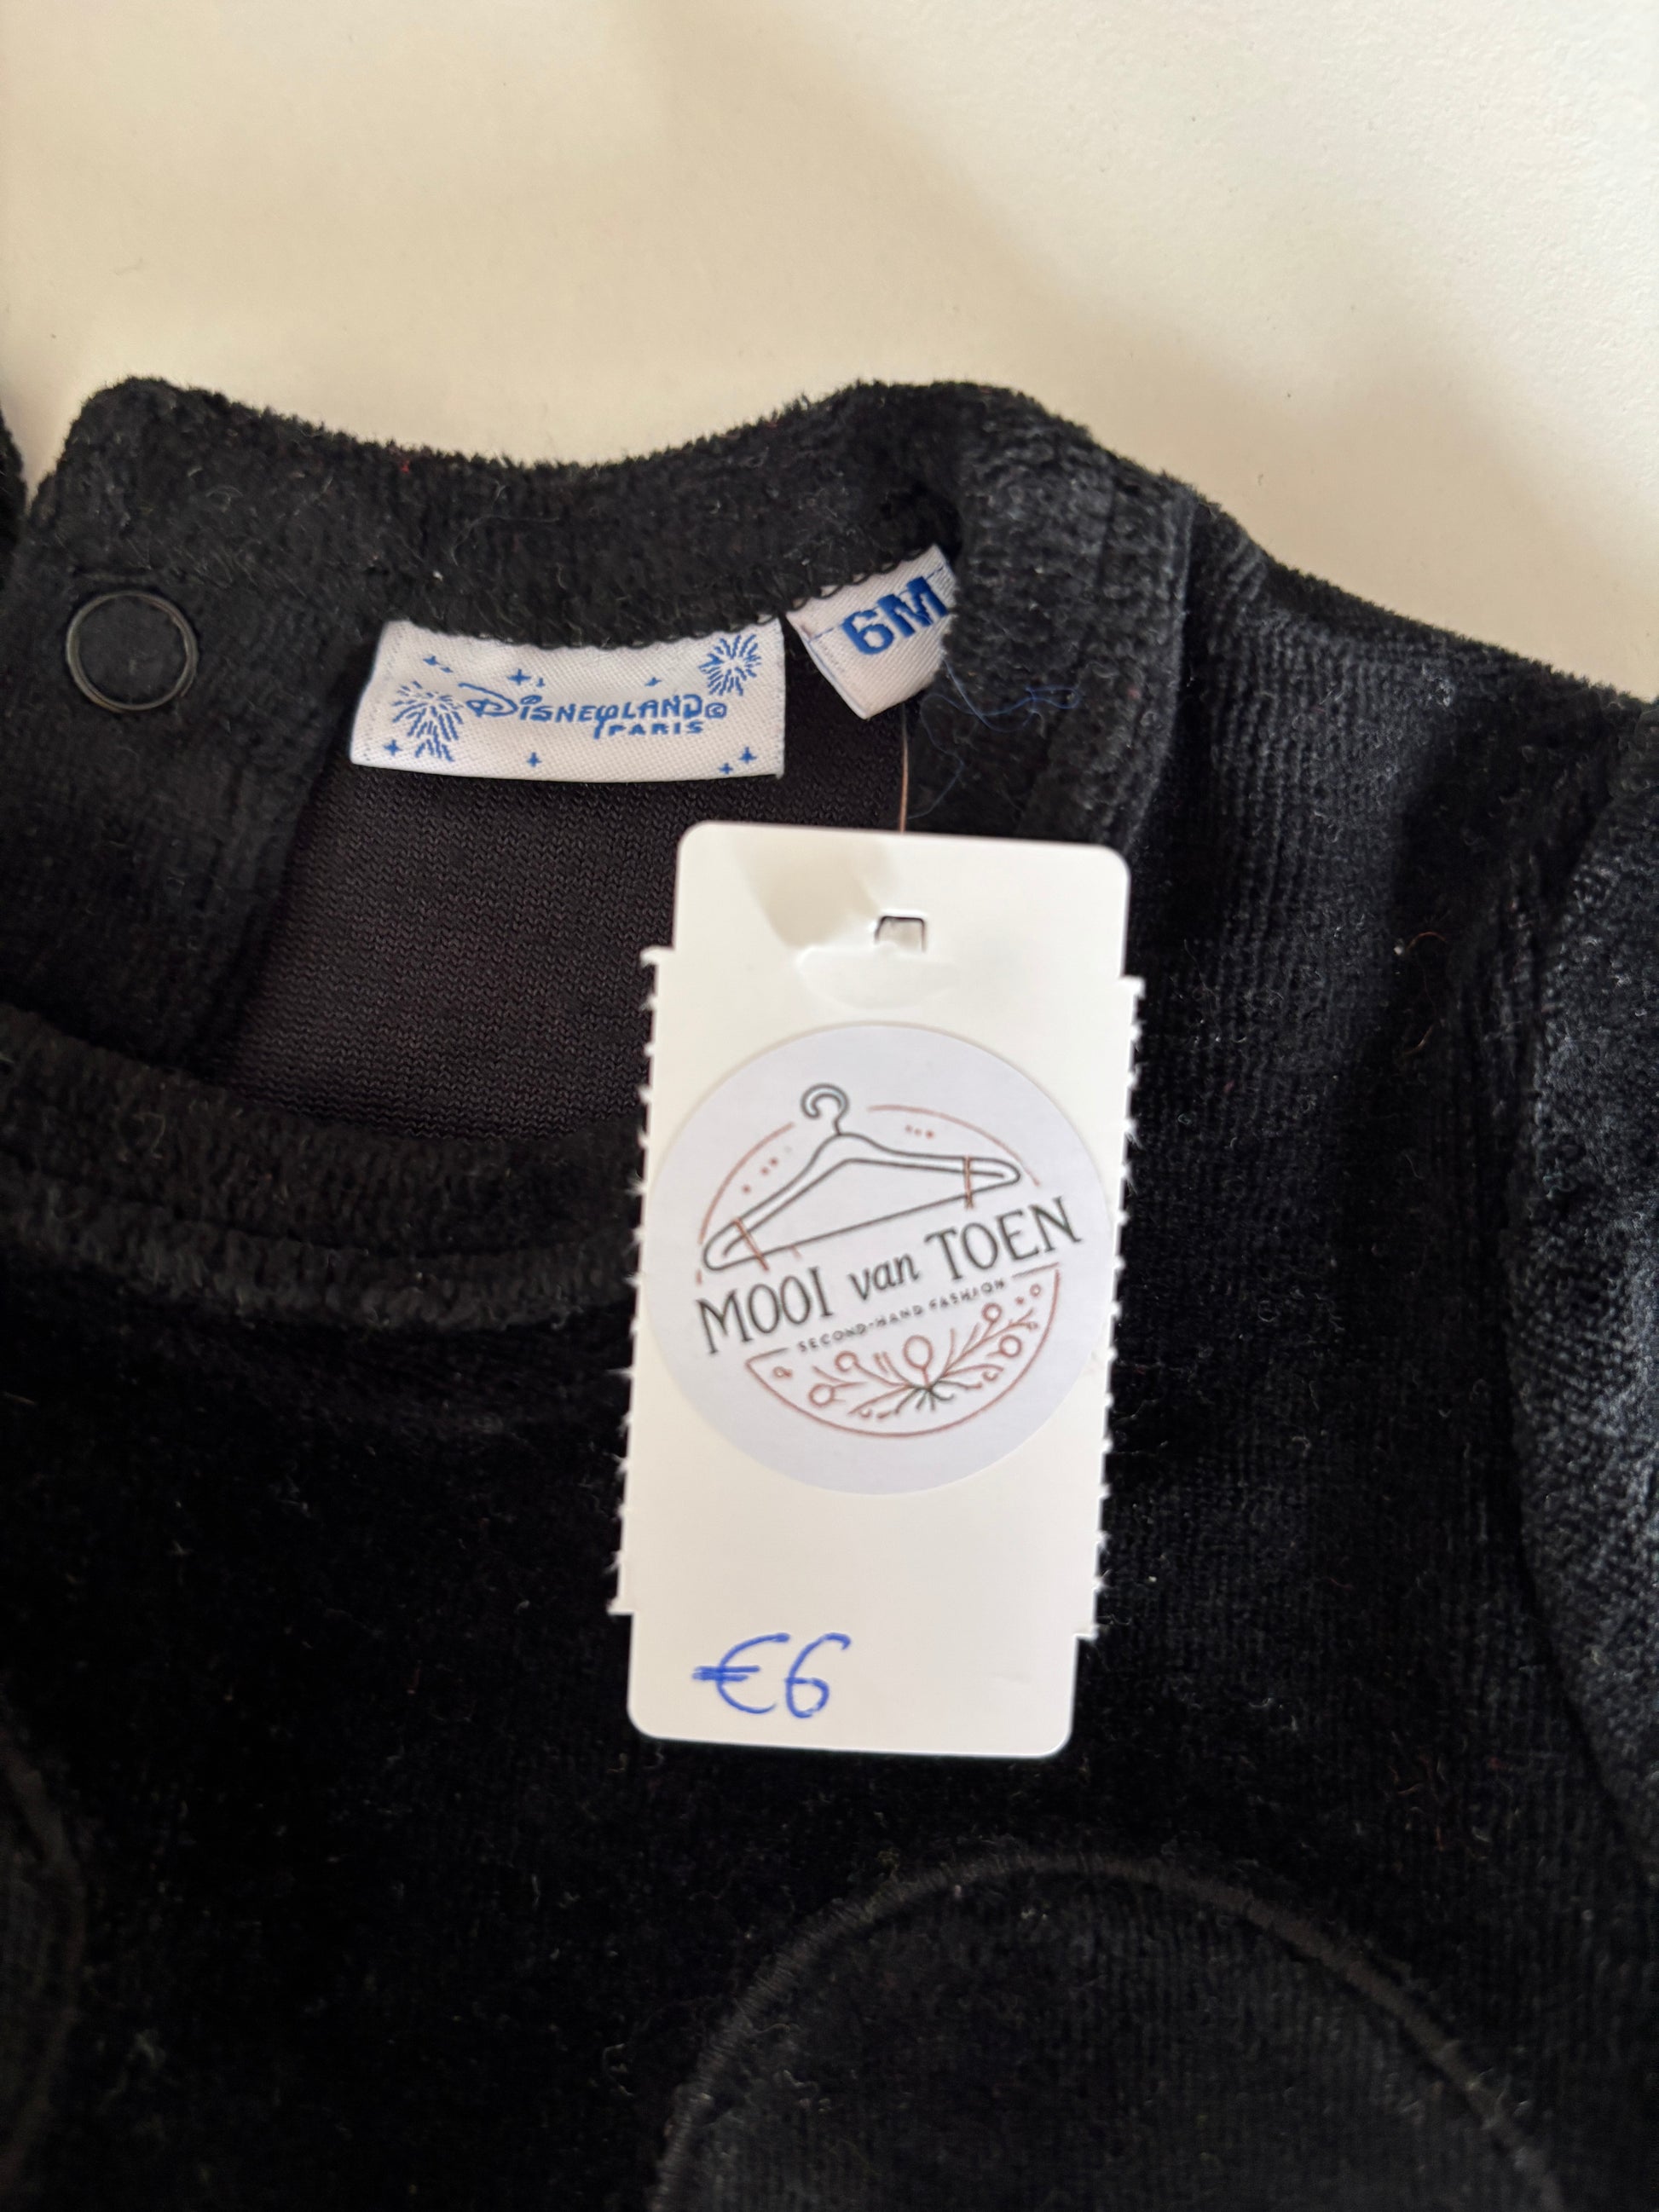 DISNEYLAND©
PARIS
6M
MOOI van TOEN
SECOND-HAND FASHION
€6